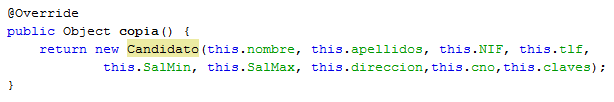 @Override
public Object copia() {
return new Candidato(this.nombre, this.apellidos, this.NIF, this.tlf,
this.SalMin, this.SalMax, this.direccion,this.cno,this.claves);
}